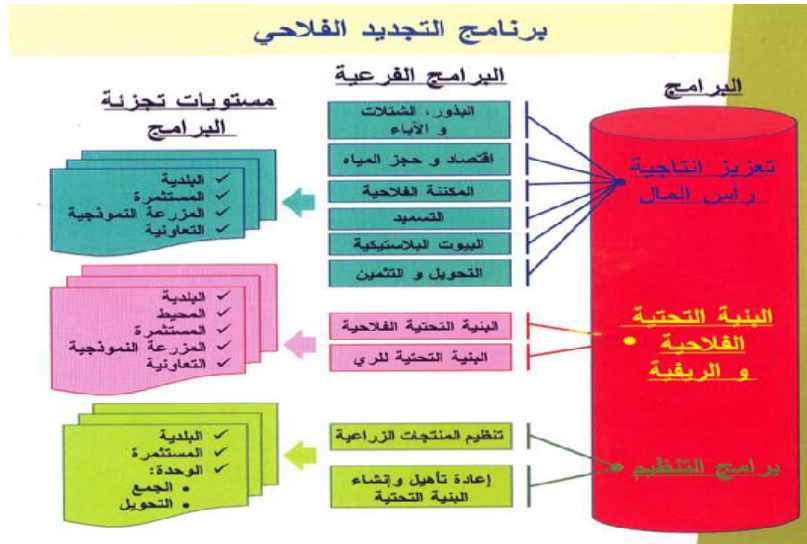 برنامج التجديد الفلاحي
البرامج
البرامج الفرعية
مستويات تجزئة
البرامج
تعزيز انتاجية
رأس المال
البذور، الشتلات
و الآباء
اقتصاد و حجز المياه
المكننة الفلاحية
التسميد
البيوت البلاستيكية
التحويل و التثمين
✓ البلدية
✓ المستثمرة
✓ المزرعة النموذجية
✓ التعاونية
البنية التحتية
الفلاحية
و الريفية
البنية التحتية الفلاحية
البنية التحتية للري
✓ البلدية
✓ المحيط
✓ المستثمرة
✓ المزرعة النموذجية
✓ التعاونية
برامج التنظيم
تنظيم المنتجات الزراعية
إعادة تأهيل وإنشاء
البنية التحتية
✓ البلدية
✓ المستثمرة
✓ الوحدة:
• الجمع
• التحويل